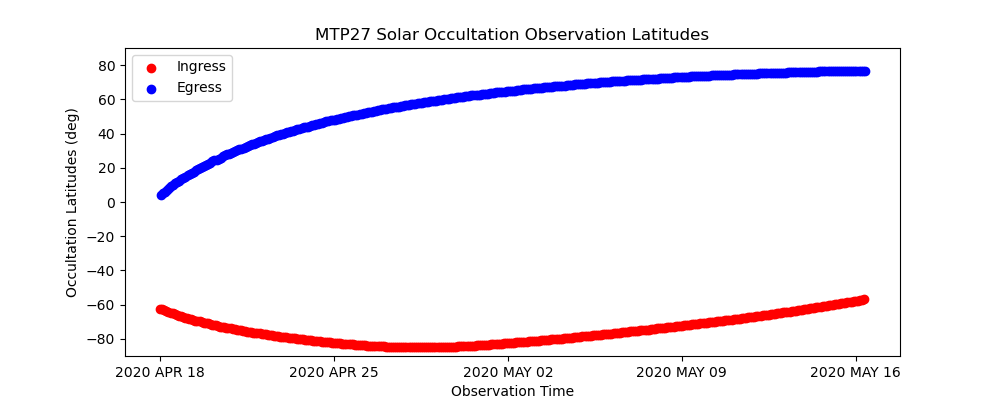 MTP27 Solar Occultation Observation Latitudes
Ingress
Egress
Occultation Latitudes (deg)
80
60
40
20
0
−20
−40
−60
−80
2020 APR 18
2020 APR 25
2020 MAY 02
2020 MAY 09
2020 MAY 16
Observation Time